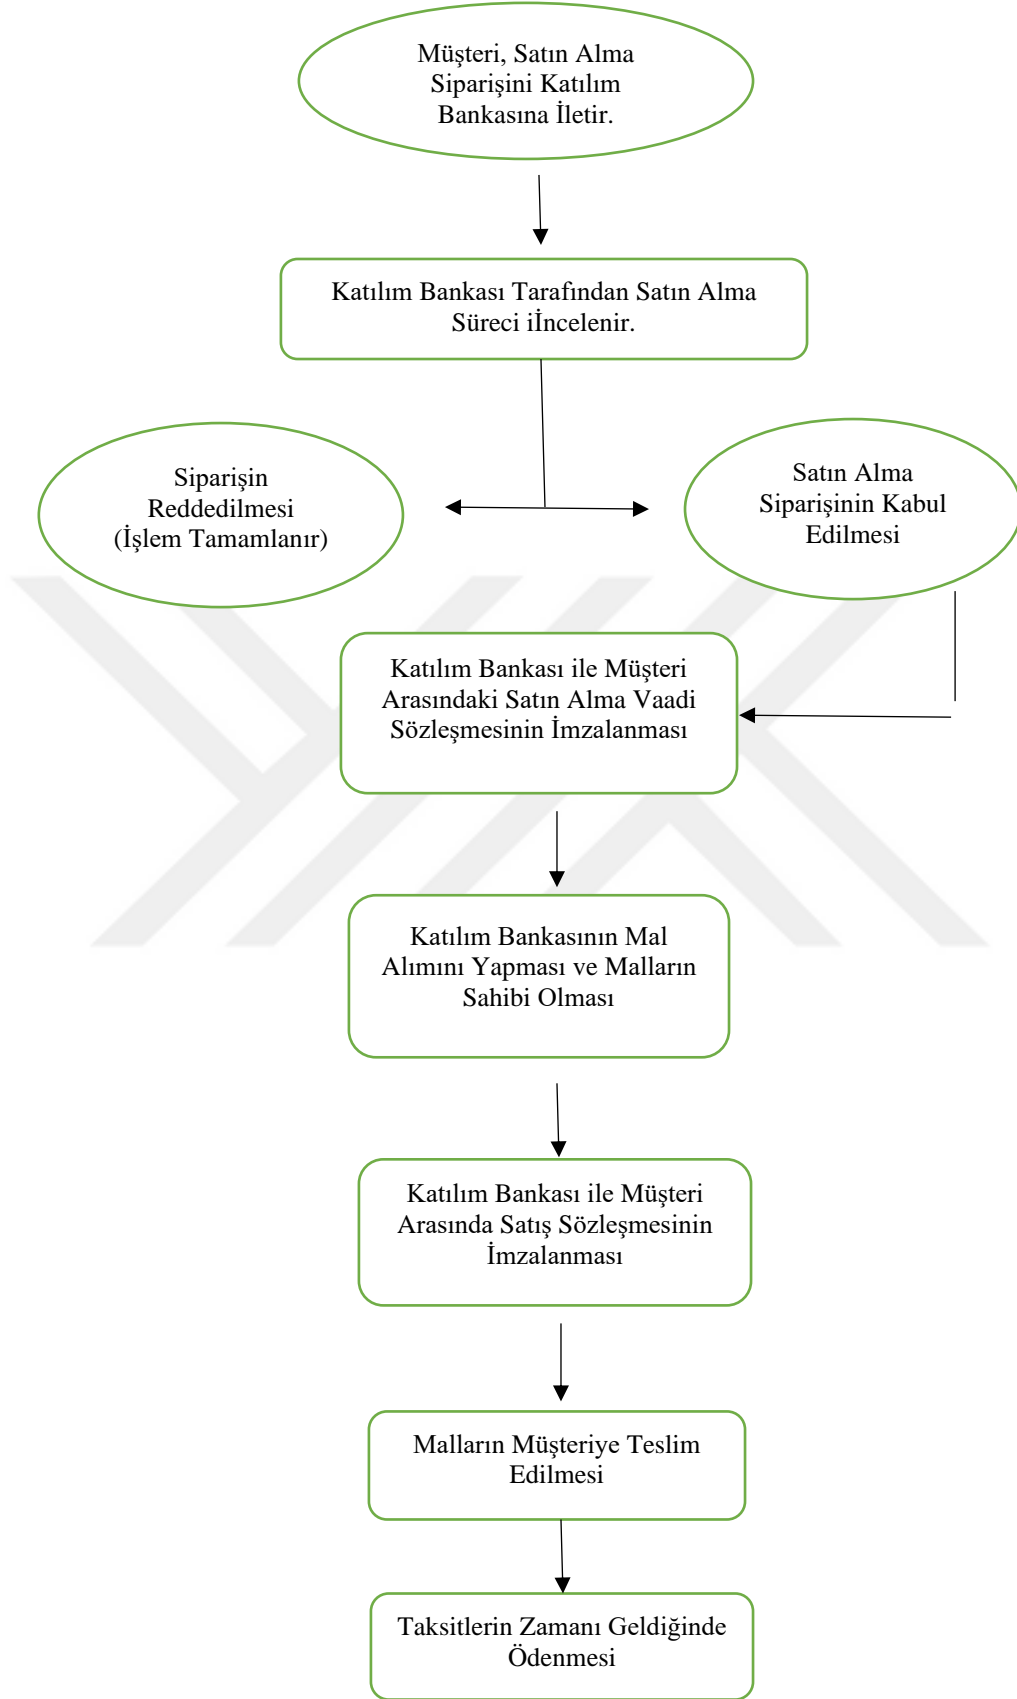 Müşteri, Satın Alma
Siparişini Katılım
Bankasına İletir.
Katılım Bankası Tarafından Satın Alma
Süreci iİncelenir.
Siparişin
Reddedilmesi
(İşlem Tamamlanır)
Satın Alma
Siparişinin Kabul
Edilmesi
Katılım Bankası ile Müşteri
Arasındaki Satın Alma Vaadi
Sözleşmesinin İmzalanması
Katılım Bankasının Mal
Alımını Yapması ve Malların
Sahibi Olması
Katılım Bankası ile Müşteri
Arasında Satış Sözleşmesinin
İmzalanması
Malların Müşteriye Teslim
Edilmesi
Taksitlerin Zamanı Geldiğinde
Ödenmesi